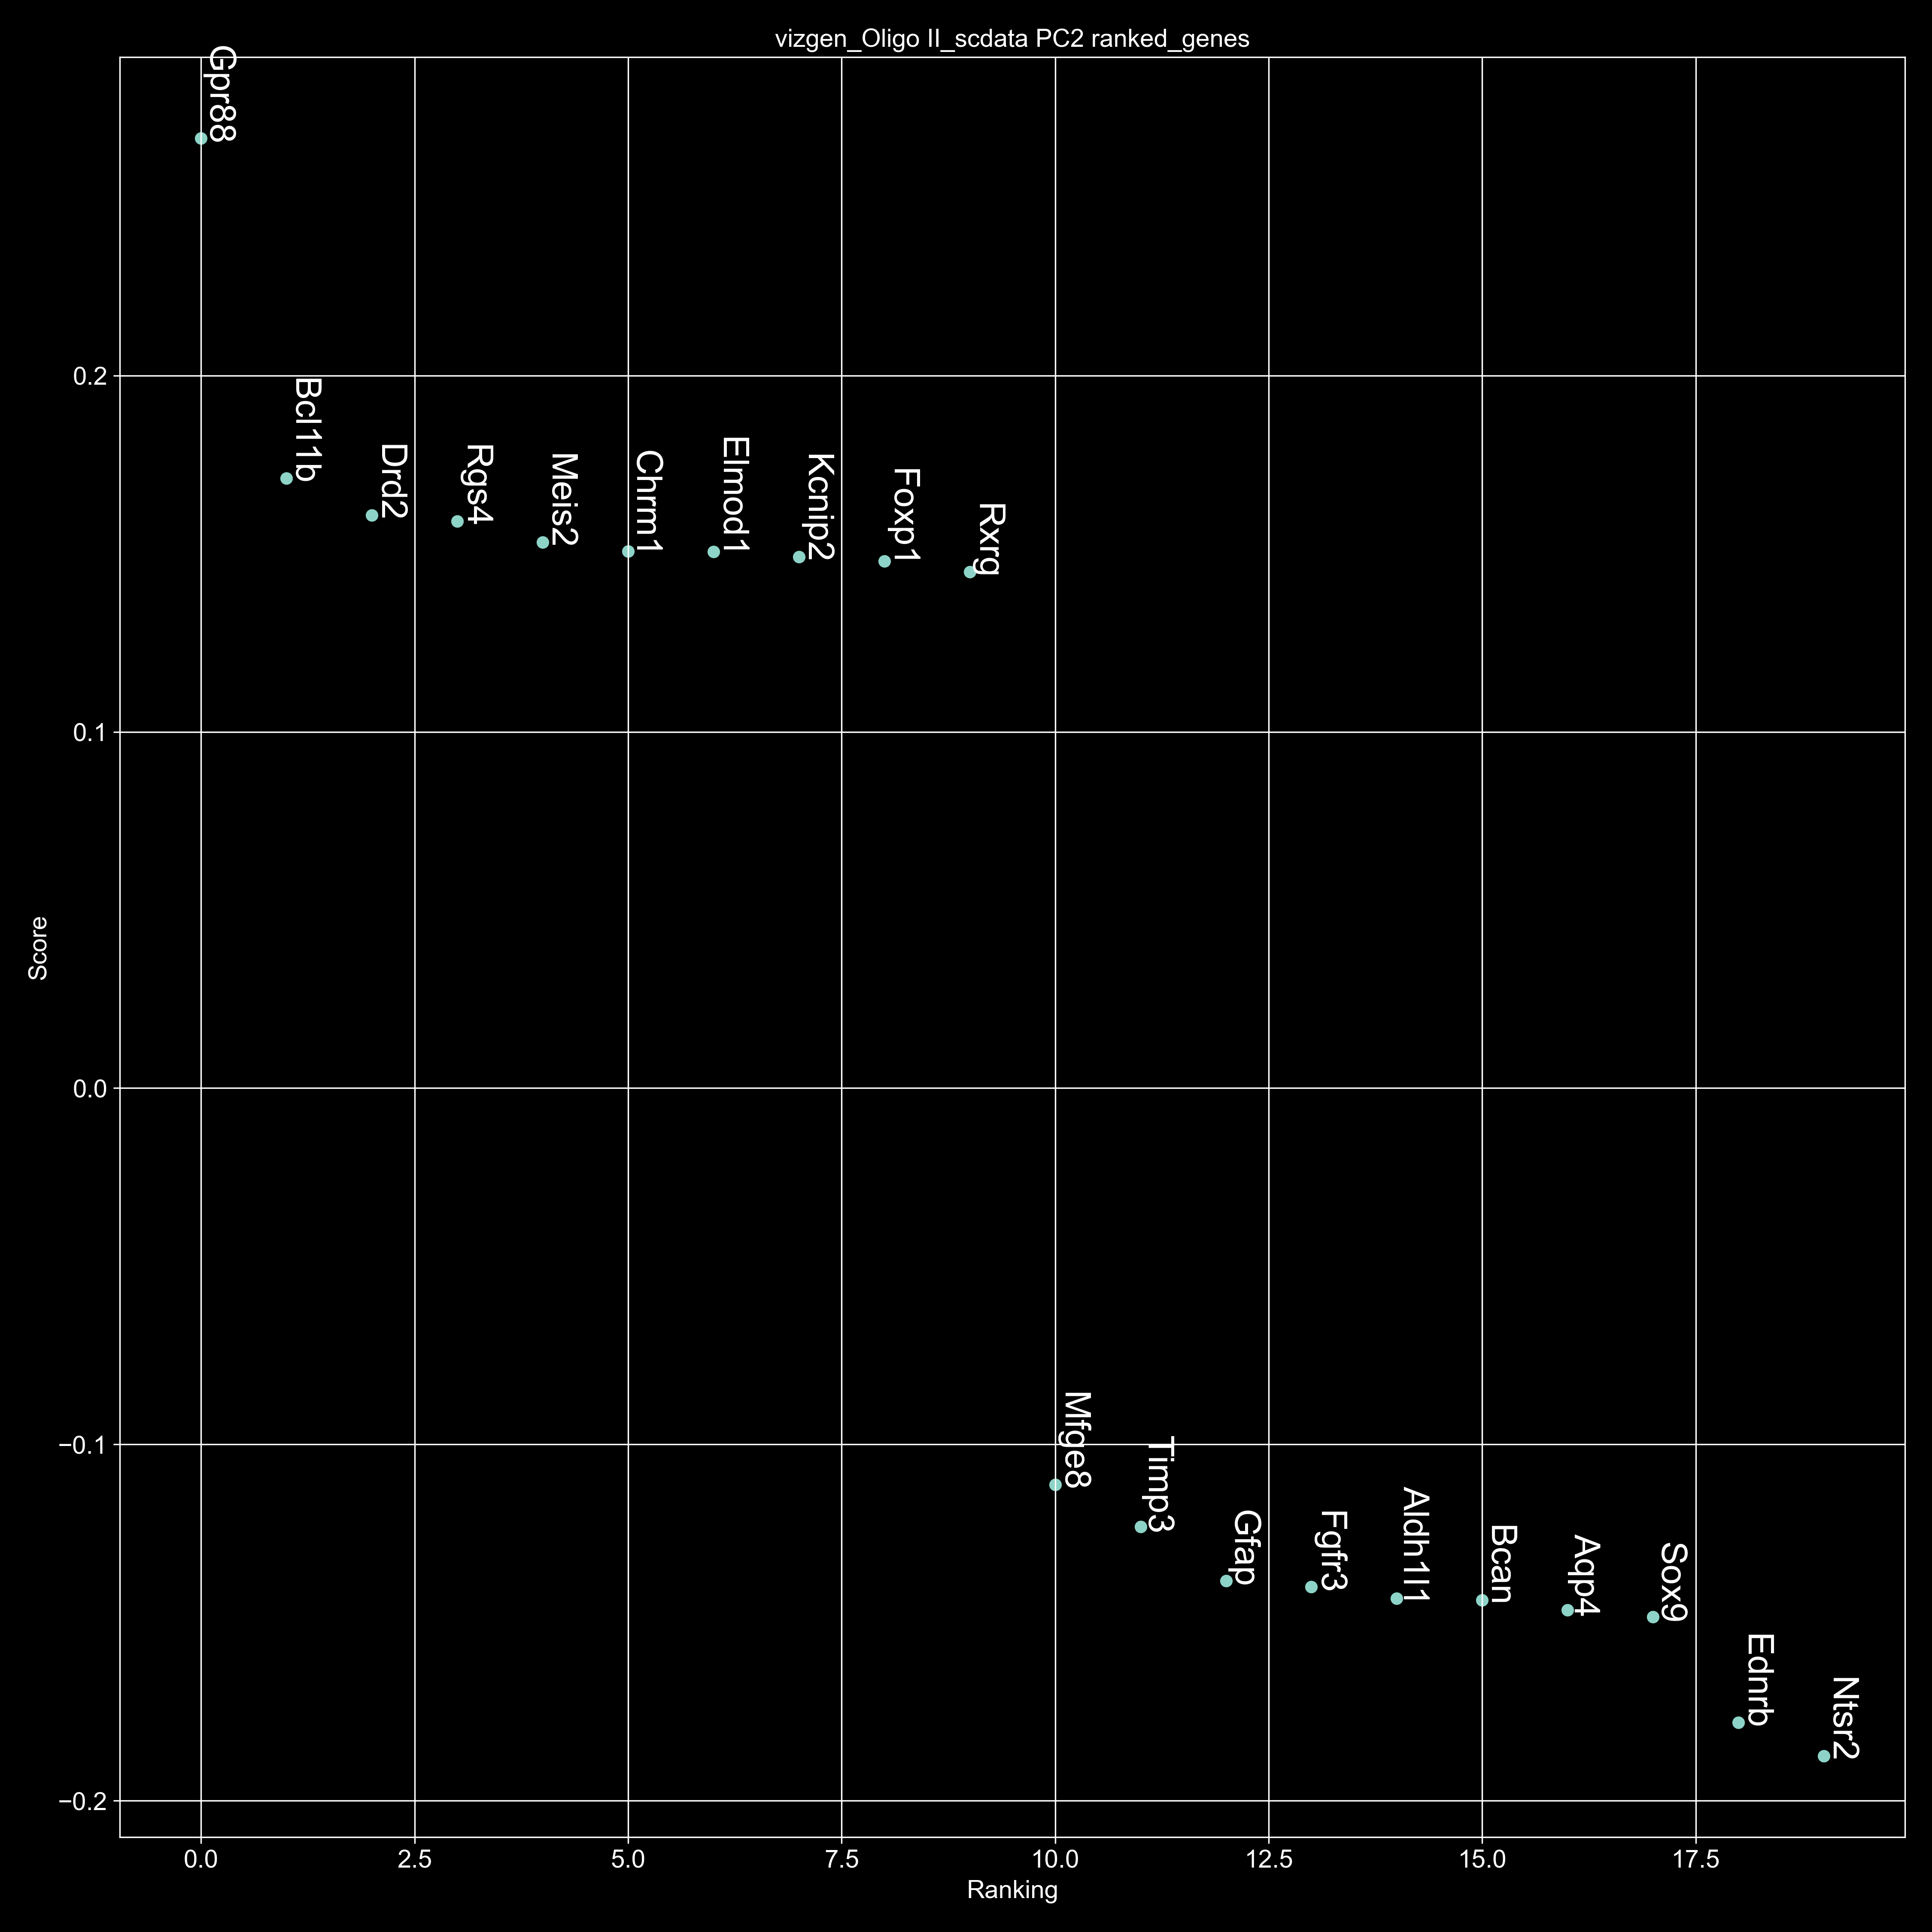 vizgen_Oligo II_scdata PC2 ranked_genes
Gpr88
Bcl11b
Drd2
Rgs4
Meis2
Chrm1
Elmod1
Kcnip2
Foxp1
Rxrg
Mfge8
Timp3
Gfap
Fgfr3
Aldh1l1
Bcan
Aqp4
Sox9
Ednrb
Ntsr2
0.2
0.1
0.0
−0.1
−0.2
Score
0.0 2.5 5.0 7.5 10.0 12.5 15.0 17.5
Ranking